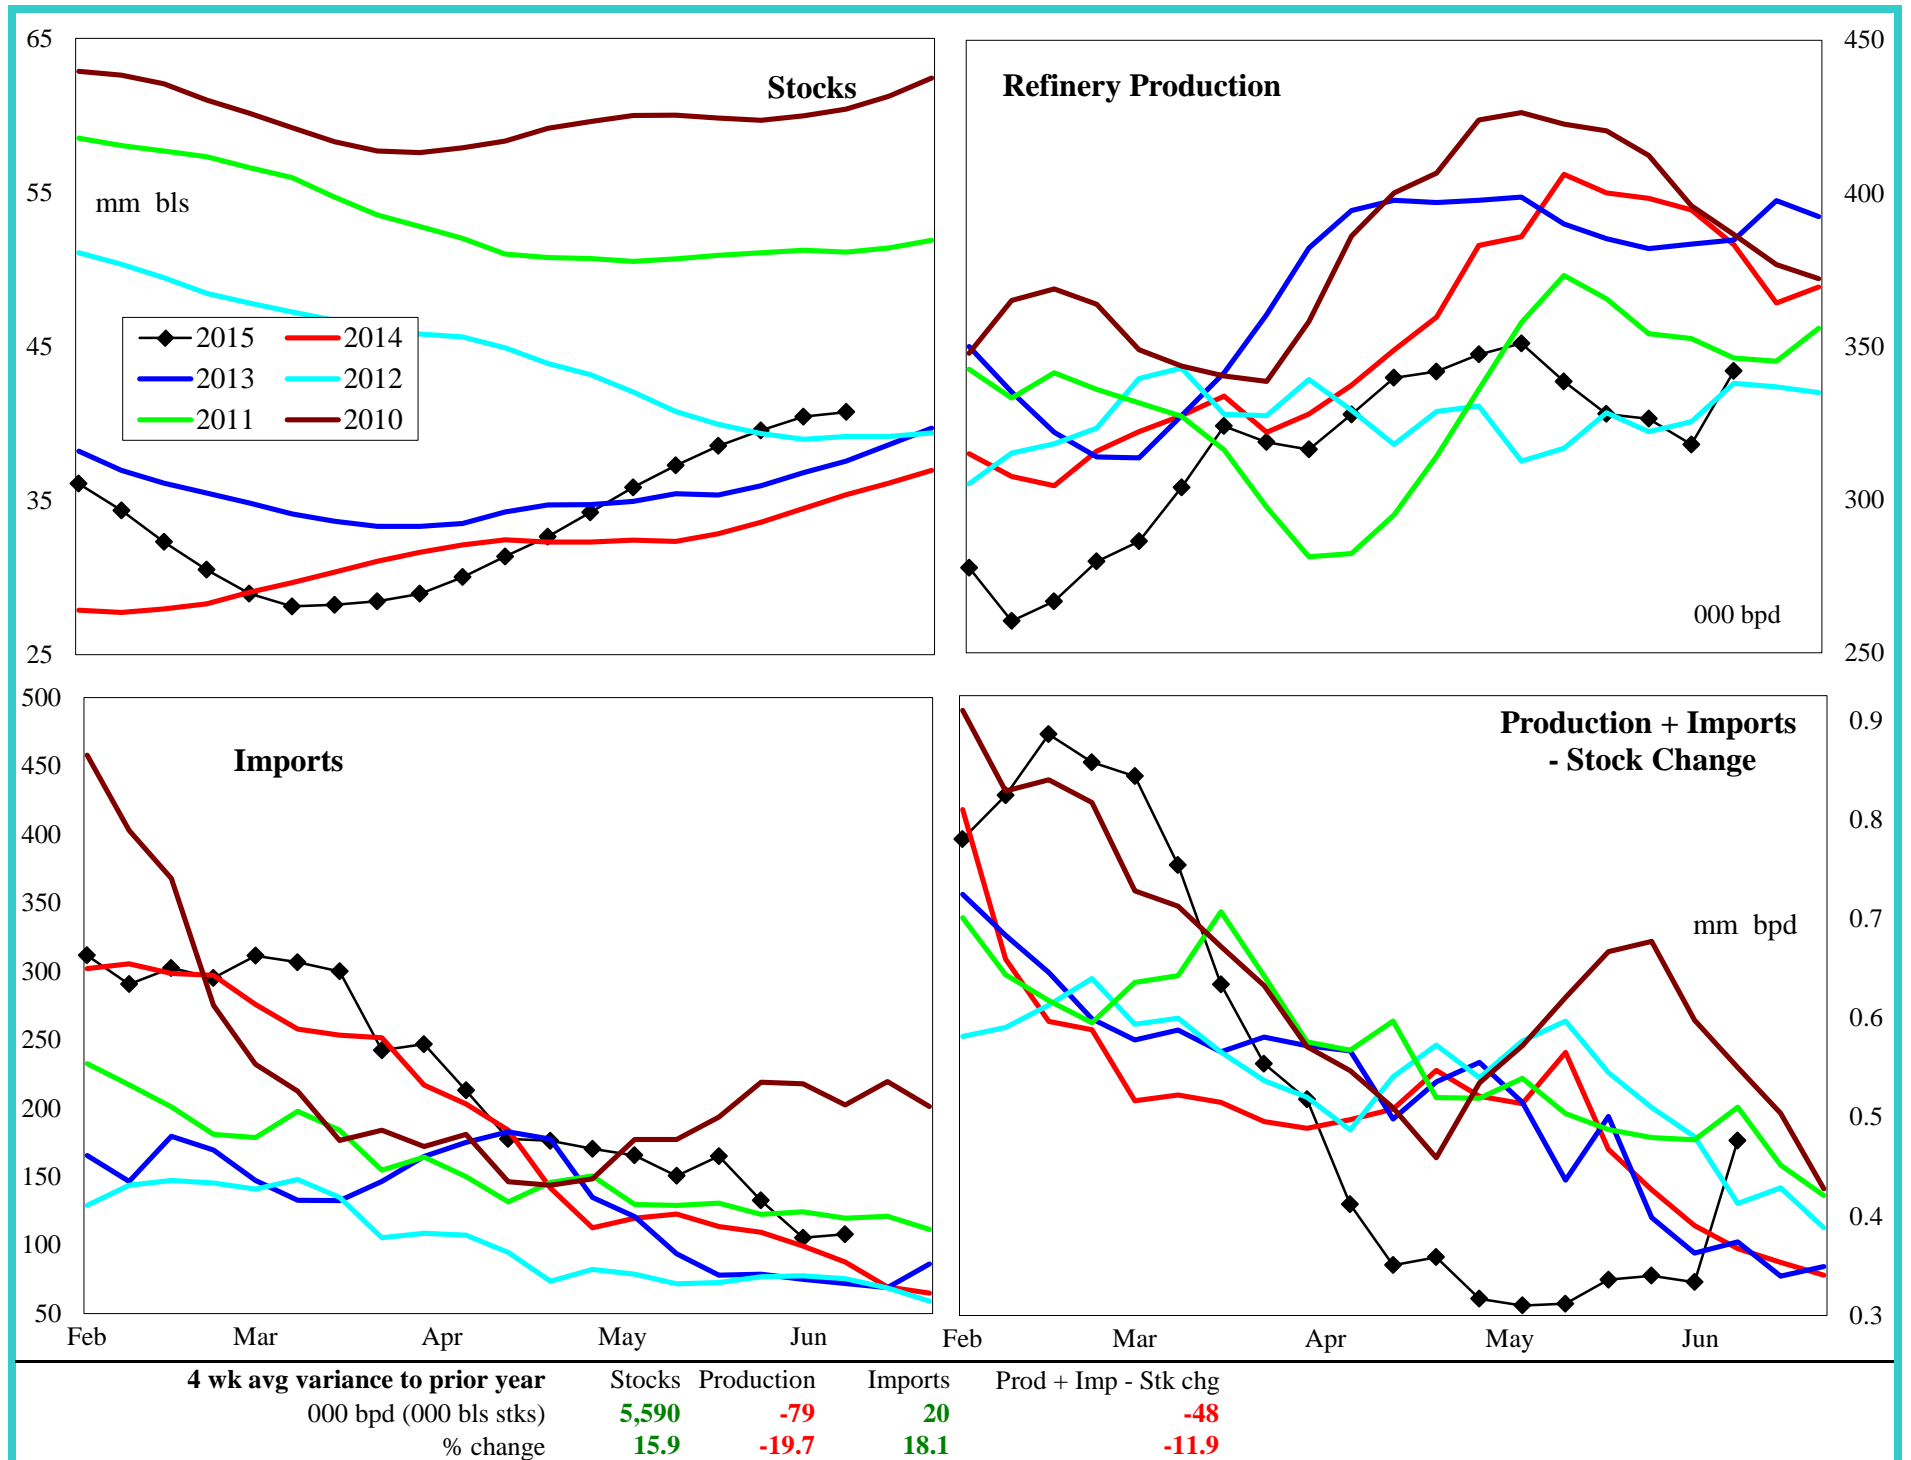 65
55
45
35
25
Stocks
mm bls
2015 2014
2013 2012
2011 2010
Refinery Production
000 bpd
450
400
350
300
250
500
450
400
350
300
250
200
150
100
50
Imports
Feb Mar Apr May Jun
Production + Imports
- Stock Change
mm bpd
0.9
0.8
0.7
0.6
0.5
0.4
0.3
Feb Mar Apr May Jun
4 wk avg variance to prior year Stocks Production Imports Prod + Imp - Stk chg
000 bpd (000 bls stks) 5,590 -79 20 -48
% change 15.9 -19.7 18.1 -11.9